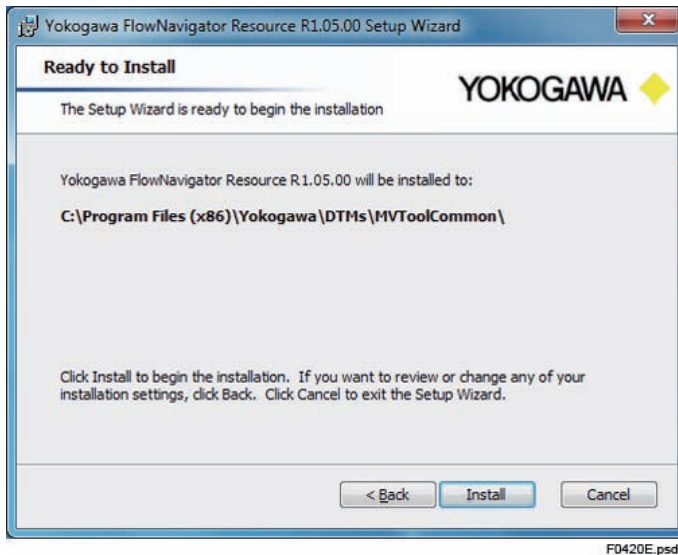 Yokogawa FlowNavigator Resource R1.05.00 Setup Wizard
Ready to Install
The Setup Wizard is ready to begin the installation
YOKOGAWA
Yokogawa FlowNavigator Resource R1.05.00 will be installed to:
C:\Program Files (x86)\Yokogawa\DTMs\MVToolCommon\
Click Install to begin the installation. If you want to review or change any of your
installation settings, click Back. Click Cancel to exit the Setup Wizard.
< Back
Install
Cancel
F0420E.psd